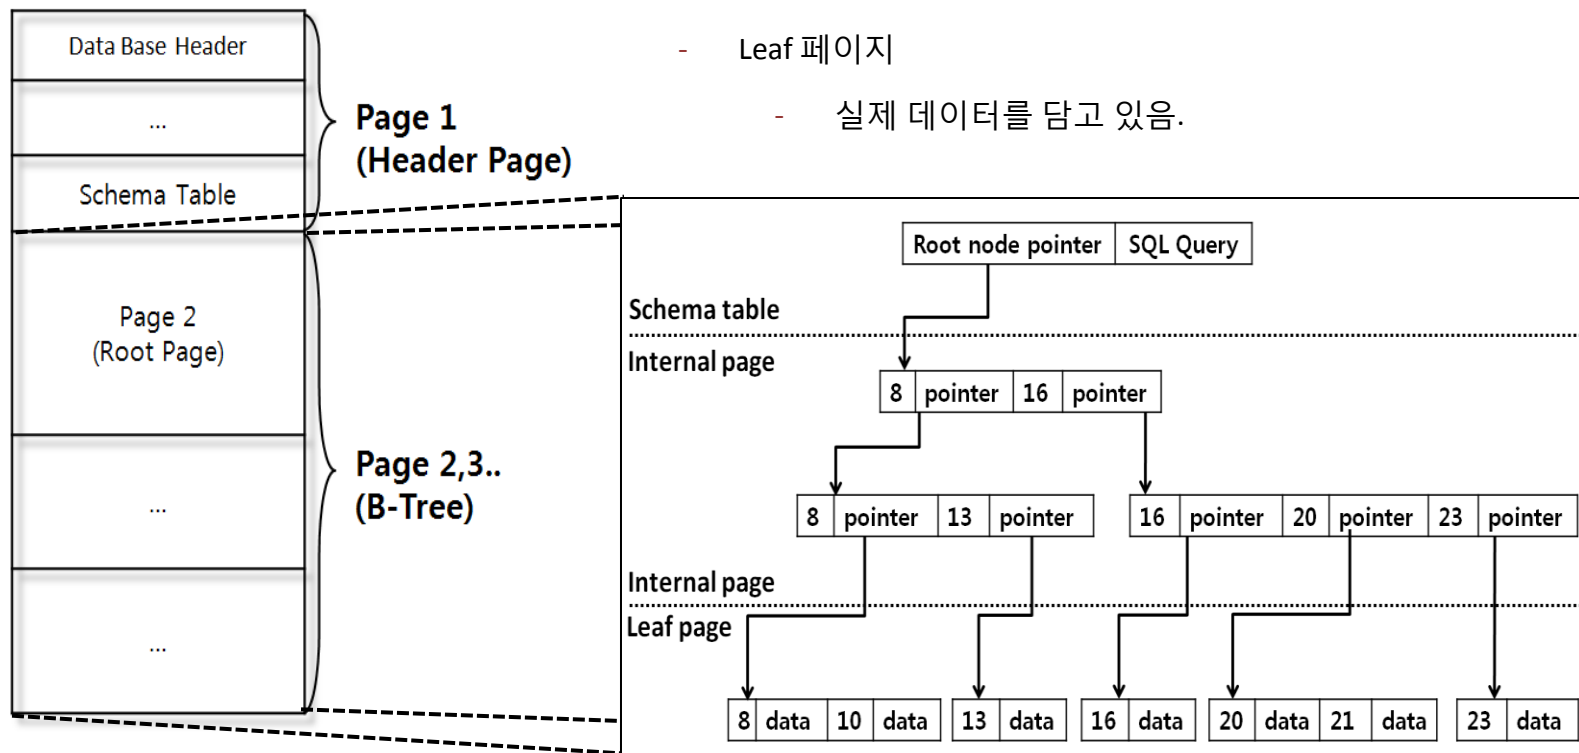 Data Base Header
...
Schema Table
Page 1
(Header Page)
Page 2
(Root Page)
...
...
Page 2,3..
(B-Tree)
- Leaf 페이지
- 실제 데이터를 담고 있음.
Root node pointer SQL Query
Schema table
Internal page
8 pointer 16 pointer
8 pointer 13 pointer 16 pointer 20 pointer 23 pointer
Internal page
Leaf page
8 data 10 data 13 data 16 data 20 data 21 data 23 data